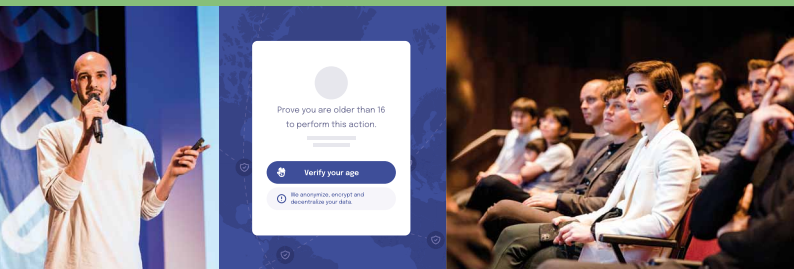 Prove you are older than 16
to perform this action.
Verify your age
We anonymize, encrypt and
decentralize your data.